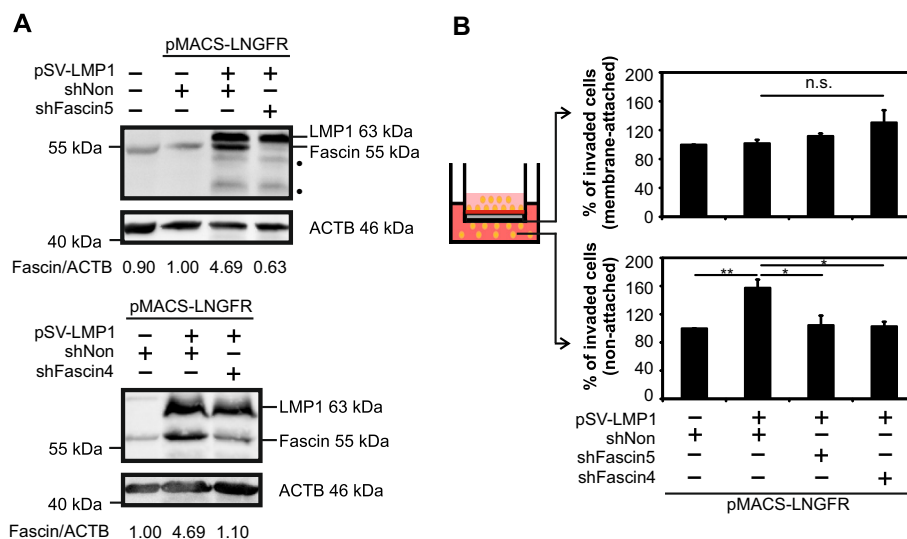 A
pMACS-LNGFR
pSV-LMP1 – – + +
shNon – + + –
shFascin5 – – – +
LMP1 63 kDa
55 kDa
Fascin 55 kDa
ACTB 46 kDa
40 kDa
Fascin/ACTB 0.90 1.00 4.69 0.63
pMACS-LNGFR
pSV-LMP1 – + +
shNon + + –
shFascin4 – – +
LMP1 63 kDa
55 kDa
Fascin 55 kDa
ACTB 46 kDa
40 kDa
Fascin/ACTB 1.00 4.69 1.10
B
% of invaded cells
(membrane-attached)
200
160
120
80
40
0
n.s.
% of invaded cells
(non-attached)
200
160
120
80
40
0
** * *
pSV-LMP1 – + + +
shNon + + – –
shFascin5 – – + –
shFascin4 – – – +
pMACS-LNGFR